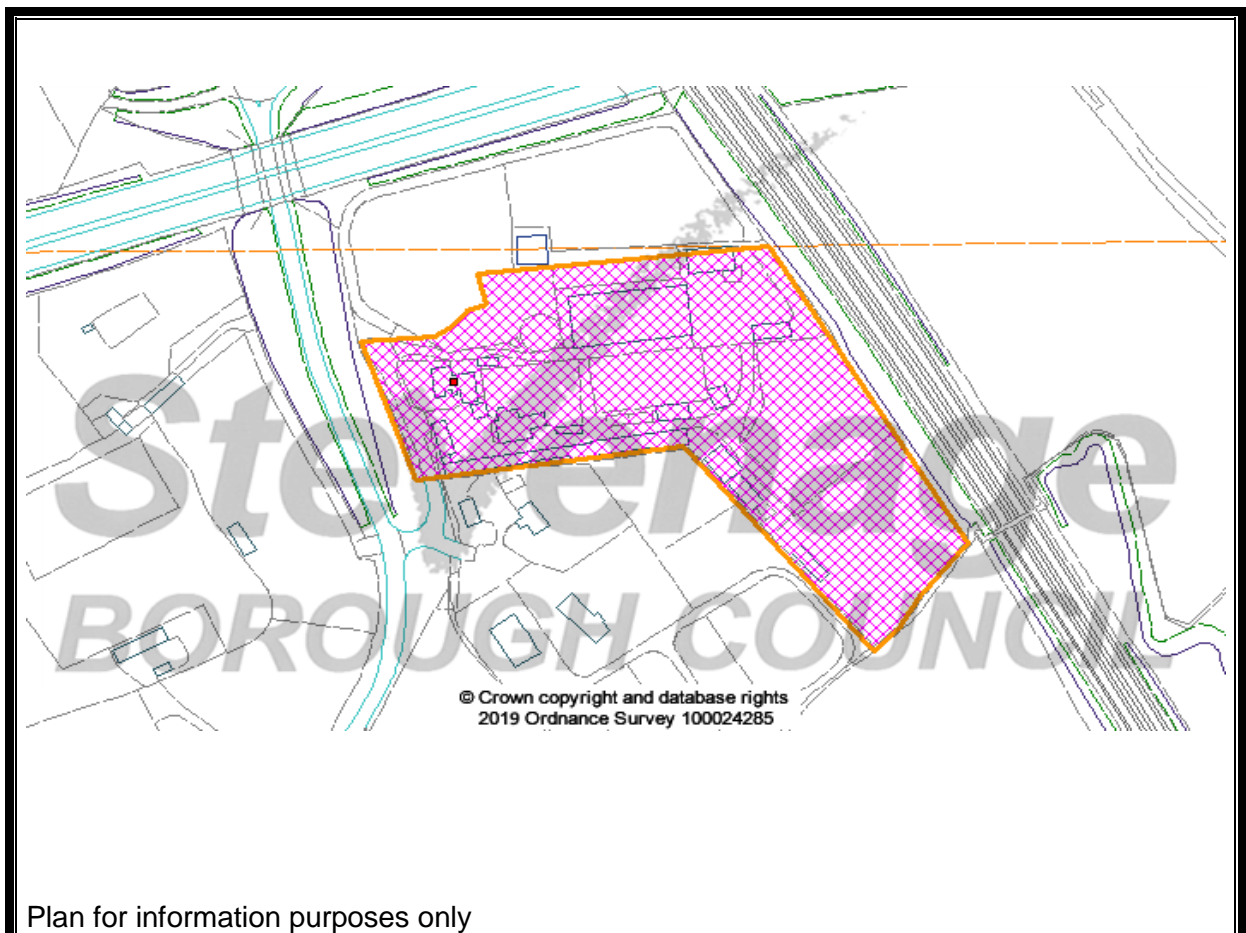 Stevenage
BOROUGH COUNCIL
© Crown copyright and database rights
2019 Ordnance Survey 100024285
Plan for information purposes only